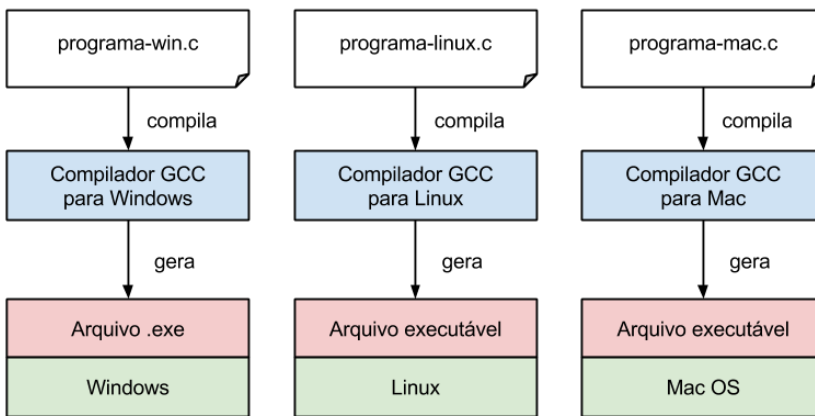 programa-win.c
programa-linux.c
programa-mac.c
compila
compila
compila
Compilador GCC
para Windows
Compilador GCC
para Linux
Compilador GCC
para Mac
gera
gera
gera
Arquivo .exe
Arquivo executável
Arquivo executável
Windows
Linux
Mac OS